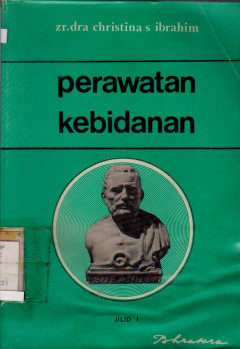 zr.dra christina s ibrahim
perawatan
kebidanan
JILID I
Bhratara